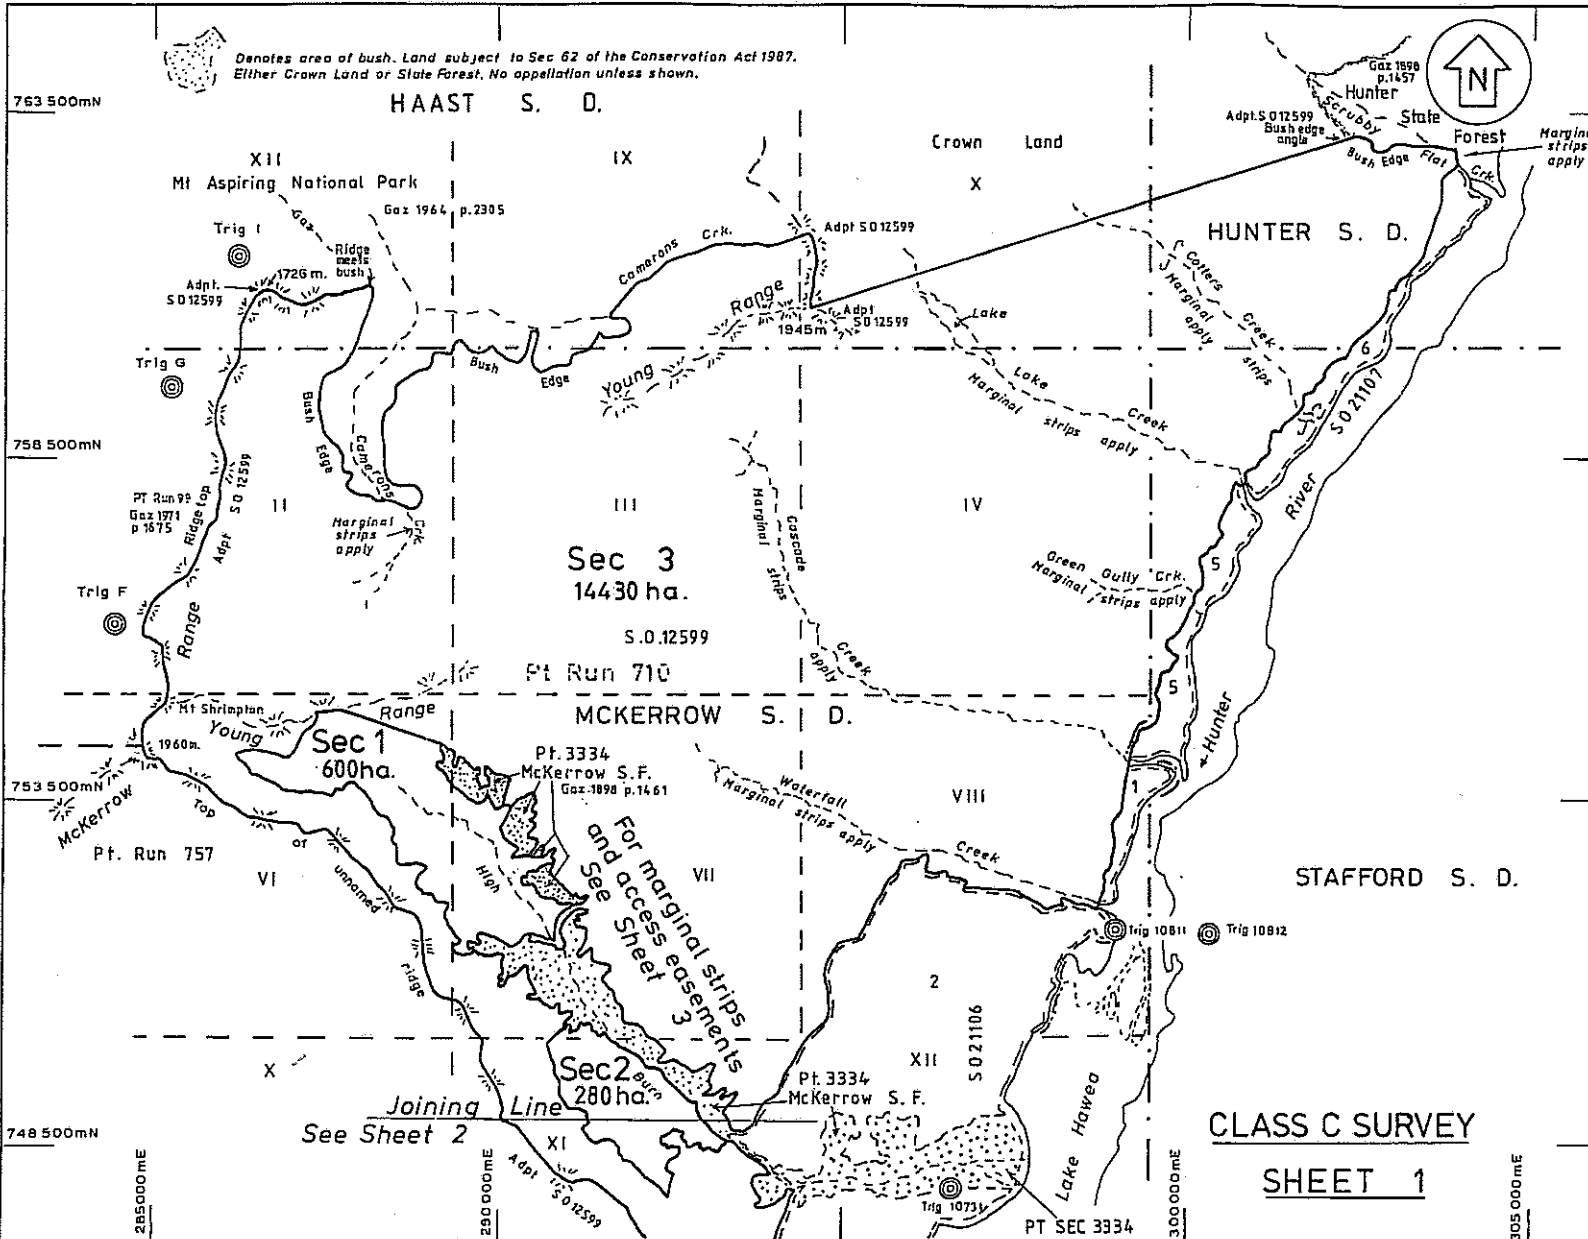 Denotes area of bush. Land subject to Sec 62 of the Conservation Act 1987.
Either Crown Land or State Forest. No appellation unless shown.
763 500mN
HAAST S. D.
Gaz 1898
p.1457
Hunter
Scrubby
State
Forest
N
Adpt. S O 12599
Bush edge
angle
Bush Edge
Flat
Crk.
Marginal
strips
apply
Crown Land
XII
IX
X
Mt Aspiring National Park
Gaz
Gaz 1964 p.2305
Trig I
Ridge
meets
bush
1726 m.
Adpt.
S O 12599
Camerons Crk.
Adpt S O 12599
HUNTER S. D.
Cotters
Creek
Marginal
strips
apply
Young
Range
1945m
Adpt
S O 12599
Lake
Lake
Creek
Marginal strips apply
Trig G
Bush Edge
Bush
Edge
Camerons
Crk.
6
S O 21107
River
758 500mN
PT Run 99
Gaz 1971
p 1675
Ridge top
Adpt S O 12599
II
III
IV
Marginal
strips
apply
Marginal
strips
apply
Cascade
Creek
Sec 3
14430 ha.
S.O.12599
Pt Run 710
Green Gully Crk.
Marginal strips apply
5
5
Trig F
Range
Mt Shrimpton
Young
Range
MCKERROW S. D.
1960m.
Sec 1
600ha.
Pt. 3334
McKerrow S.F.
Gaz 1898 p.1461
Hunter
1
753 500mN
McKerrow
Pt. Run 757
Top
of
unnamed
ridge
VI
VII
VIII
High
Burn
Waterfall
Creek
Marginal strips apply
For marginal strips
and access easements
See Sheet
3
STAFFORD S. D.
Trig 10811
Trig 10812
2
S O 21106
X
XII
Sec2
280ha.
Pt. 3334
McKerrow S. F.
Joining Line
See Sheet 2
XI
Adpt
S O 12599
Lake Hawea
CLASS C SURVEY
SHEET 1
748 500mN
Trig 10731
PT SEC 3334
285000mE
290 000mE
300 000mE
305 000mE